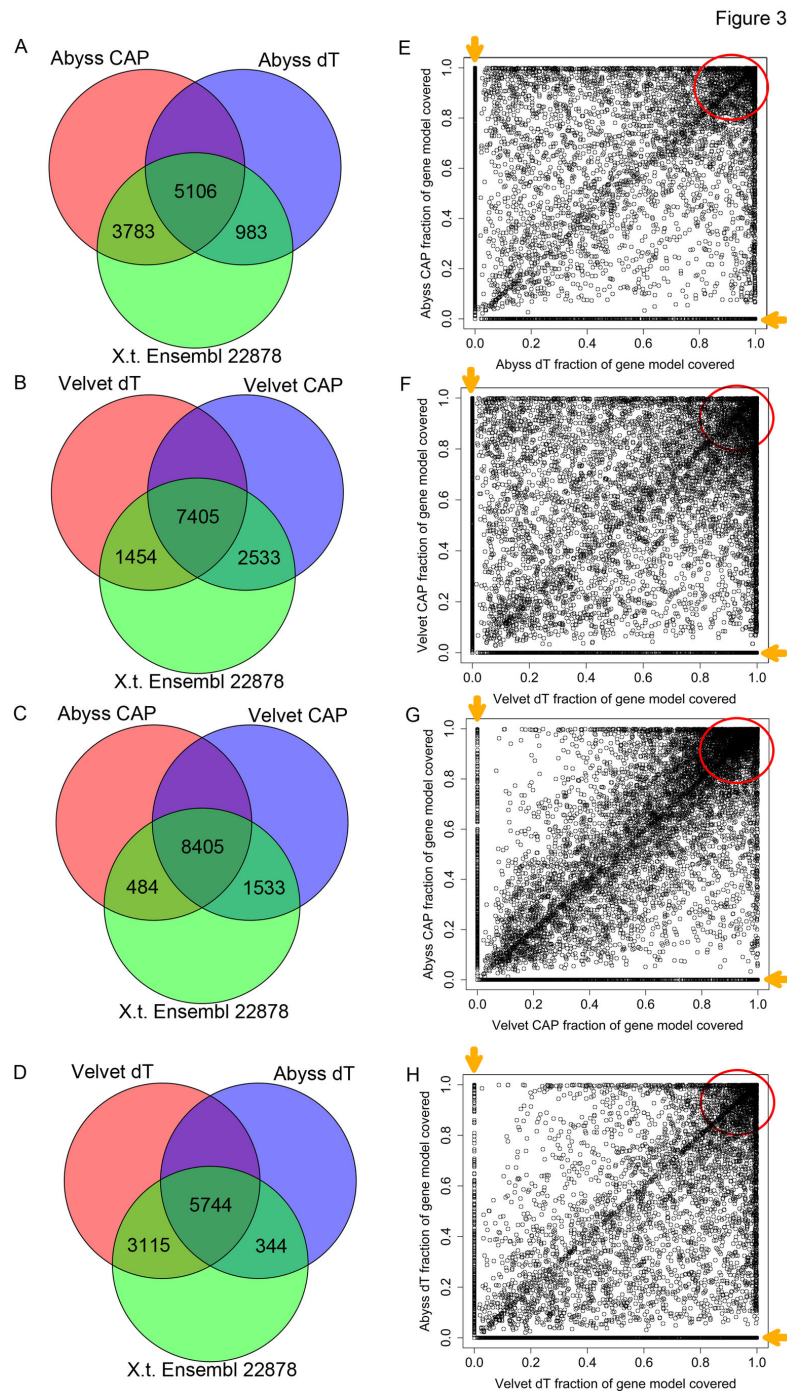 Figure 3
A
Abyss CAP
Abyss dT
5106
3783
983
X.t. Ensembl 22878
E
1.0
0.8
0.6
0.4
0.2
0.0
Abyss CAP fraction of gene model covered
0.0 0.2 0.4 0.6 0.8 1.0
Abyss dT fraction of gene model covered
B
Velvet dT
Velvet CAP
7405
1454
2533
X.t. Ensembl 22878
F
1.0
0.8
0.6
0.4
0.2
0.0
Velvet CAP fraction of gene model covered
0.0 0.2 0.4 0.6 0.8 1.0
Velvet dT fraction of gene model covered
C
Abyss CAP
Velvet CAP
8405
484
1533
X.t. Ensembl 22878
G
1.0
0.8
0.6
0.4
0.2
0.0
Abyss CAP fraction of gene model covered
0.0 0.2 0.4 0.6 0.8 1.0
Velvet CAP fraction of gene model covered
D
Velvet dT
Abyss dT
5744
3115
344
X.t. Ensembl 22878
H
1.0
0.8
0.6
0.4
0.2
0.0
Abyss dT fraction of gene model covered
0.0 0.2 0.4 0.6 0.8 1.0
Velvet dT fraction of gene model covered